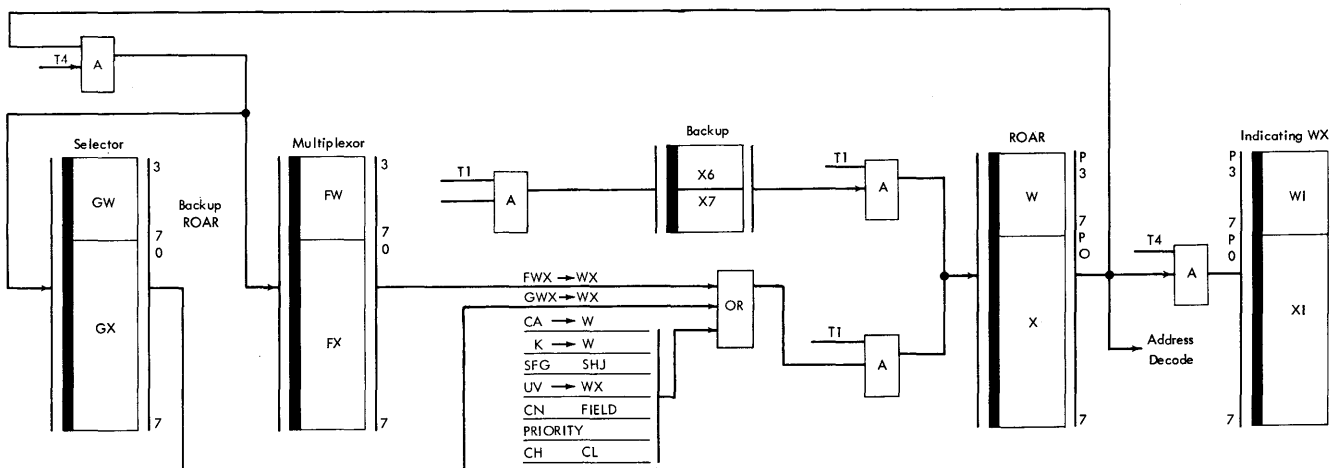 T4
A
Selector
3
GW
7
0
GX
7
Backup
ROAR
Multiplexor
3
FW
7
0
FX
7
T1
A
Backup
X6
X7
T1
A
FWX → WX
GWX → WX
CA → W
K → W
SFG SHJ
UV → WX
CN FIELD
PRIORITY
CH CL
OR
T1
A
ROAR
P
3
W
7
P
O
X
7
Address
Decode
T4
A
Indicating WX
P
3
WI
7
P
0
XI
7